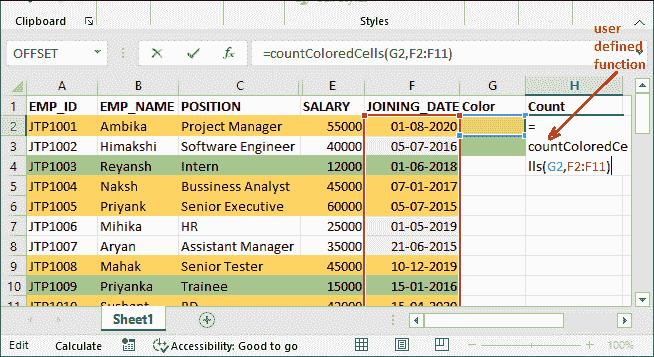 Clipboard
Styles
user
defined
function
OFFSET
fx
=countColoredCells(G2,F2:F11)
A B C E F G H
1 EMP_ID EMP_NAME POSITION SALARY JOINING_DATE Color Count
2 JTP1001 Ambika Project Manager 55000 01-08-2020 =
3 JTP1002 Himakshi Software Engineer 40000 05-07-2016 countColoredCe
4 JTP1003 Reyansh Intern 12000 01-06-2018 lls(G2,F2:F11)
5 JTP1004 Naksh Bussiness Analyst 45000 07-01-2017
6 JTP1005 Priyank Senior Executive 60000 05-07-2015
7 JTP1006 Mihika HR 25000 01-05-2019
8 JTP1007 Aryan Assistant Manager 35000 21-06-2015
9 JTP1008 Mahak Senior Tester 45000 10-12-2019
10 JTP1009 Priyanka Trainee 15000 15-01-2016
11 JTP1010 Sushant 42000 15-04-2020
Sheet1
Edit Calculate Accessibility: Good to go 100%